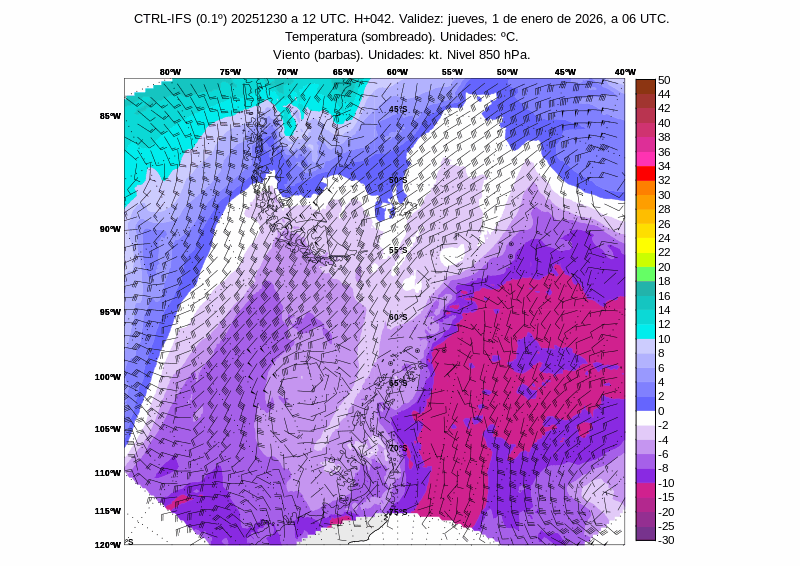 CTRL-IFS (0.1º) 20251230 a 12 UTC. H+042. Validez: jueves, 1 de enero de 2026, a 06 UTC.
Temperatura (sombreado). Unidades: ºC.
Viento (barbas). Unidades: kt. Nivel 850 hPa.
80°W 75°W 70°W 65°W 60°W 55°W 50°W 45°W 40°W
85°W
90°W
95°W
100°W
105°W
110°W
115°W
120°W
45°S
50°S
55°S
60°S
65°S
70°S
75°S
°S
50
44
42
40
38
36
34
32
30
28
26
24
22
20
18
16
14
12
10
8
6
4
2
0
-2
-4
-6
-8
-10
-15
-20
-25
-30